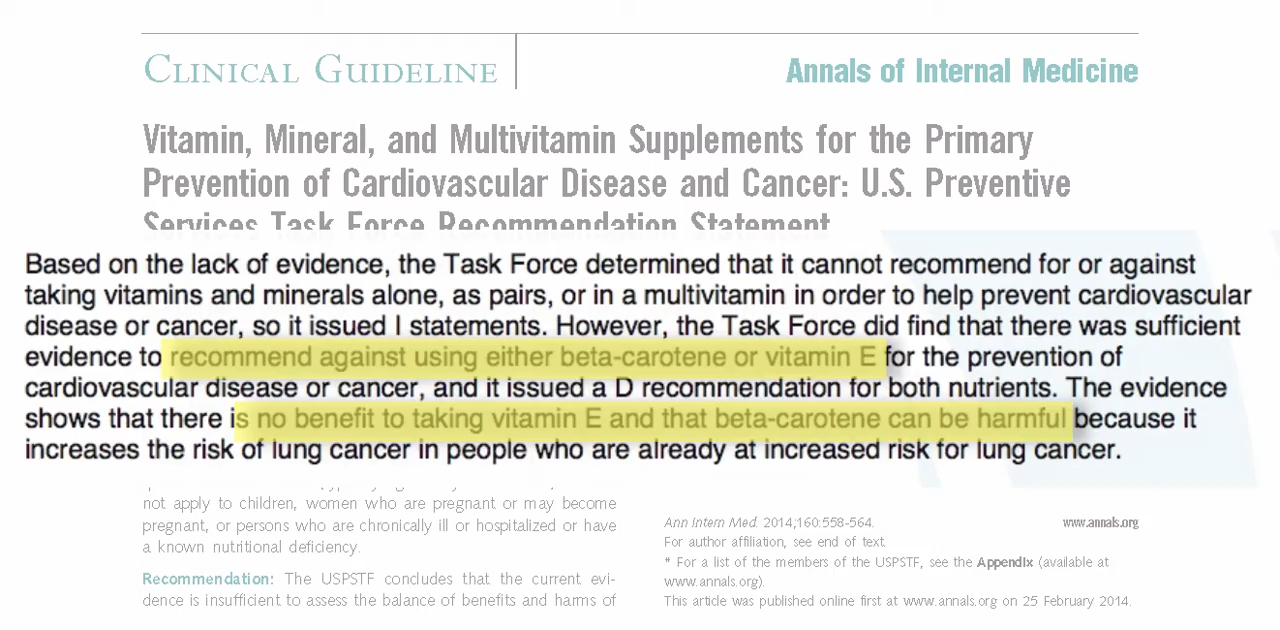 CLINICAL GUIDELINE
Annals of Internal Medicine
Vitamin, Mineral, and Multivitamin Supplements for the Primary
Prevention of Cardiovascular Disease and Cancer: U.S. Preventive
Services Task Force Recommendation Statement
Based on the lack of evidence, the Task Force determined that it cannot recommend for or against
taking vitamins and minerals alone, as pairs, or in a multivitamin in order to help prevent cardiovascular
disease or cancer, so it issued I statements. However, the Task Force did find that there was sufficient
evidence to recommend against using either beta-carotene or vitamin E for the prevention of
cardiovascular disease or cancer, and it issued a D recommendation for both nutrients. The evidence
shows that there is no benefit to taking vitamin E and that beta-carotene can be harmful because it
increases the risk of lung cancer in people who are already at increased risk for lung cancer.
not apply to children, women who are pregnant or may become
pregnant, or persons who are chronically ill or hospitalized or have
a known nutritional deficiency.
Recommendation: The USPSTF concludes that the current evi-
dence is insufficient to assess the balance of benefits and harms of
Ann Intern Med. 2014;160:558-564.
www.annals.org
For author affiliation, see end of text.
* For a list of the members of the USPSTF, see the Appendix (available at
www.annals.org).
This article was published online first at www.annals.org on 25 February 2014.